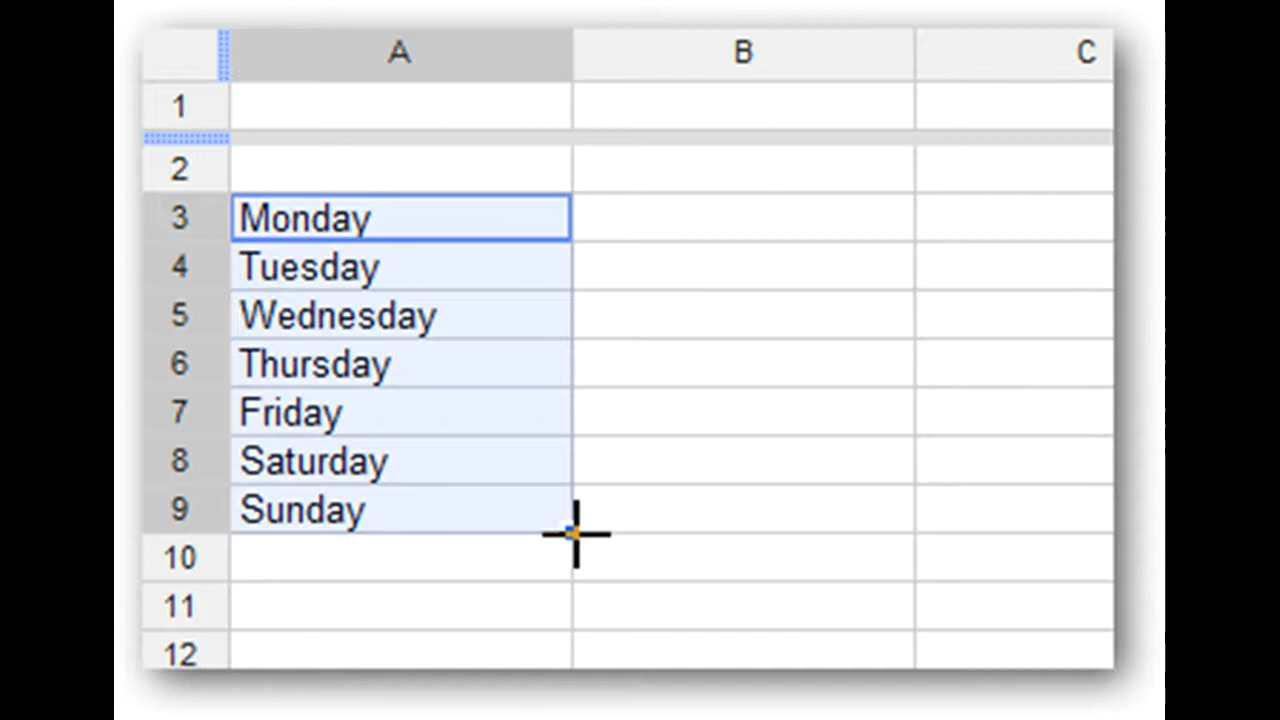 A B C
1
2
3 Monday
4 Tuesday
5 Wednesday
6 Thursday
7 Friday
8 Saturday
9 Sunday
10
11
12